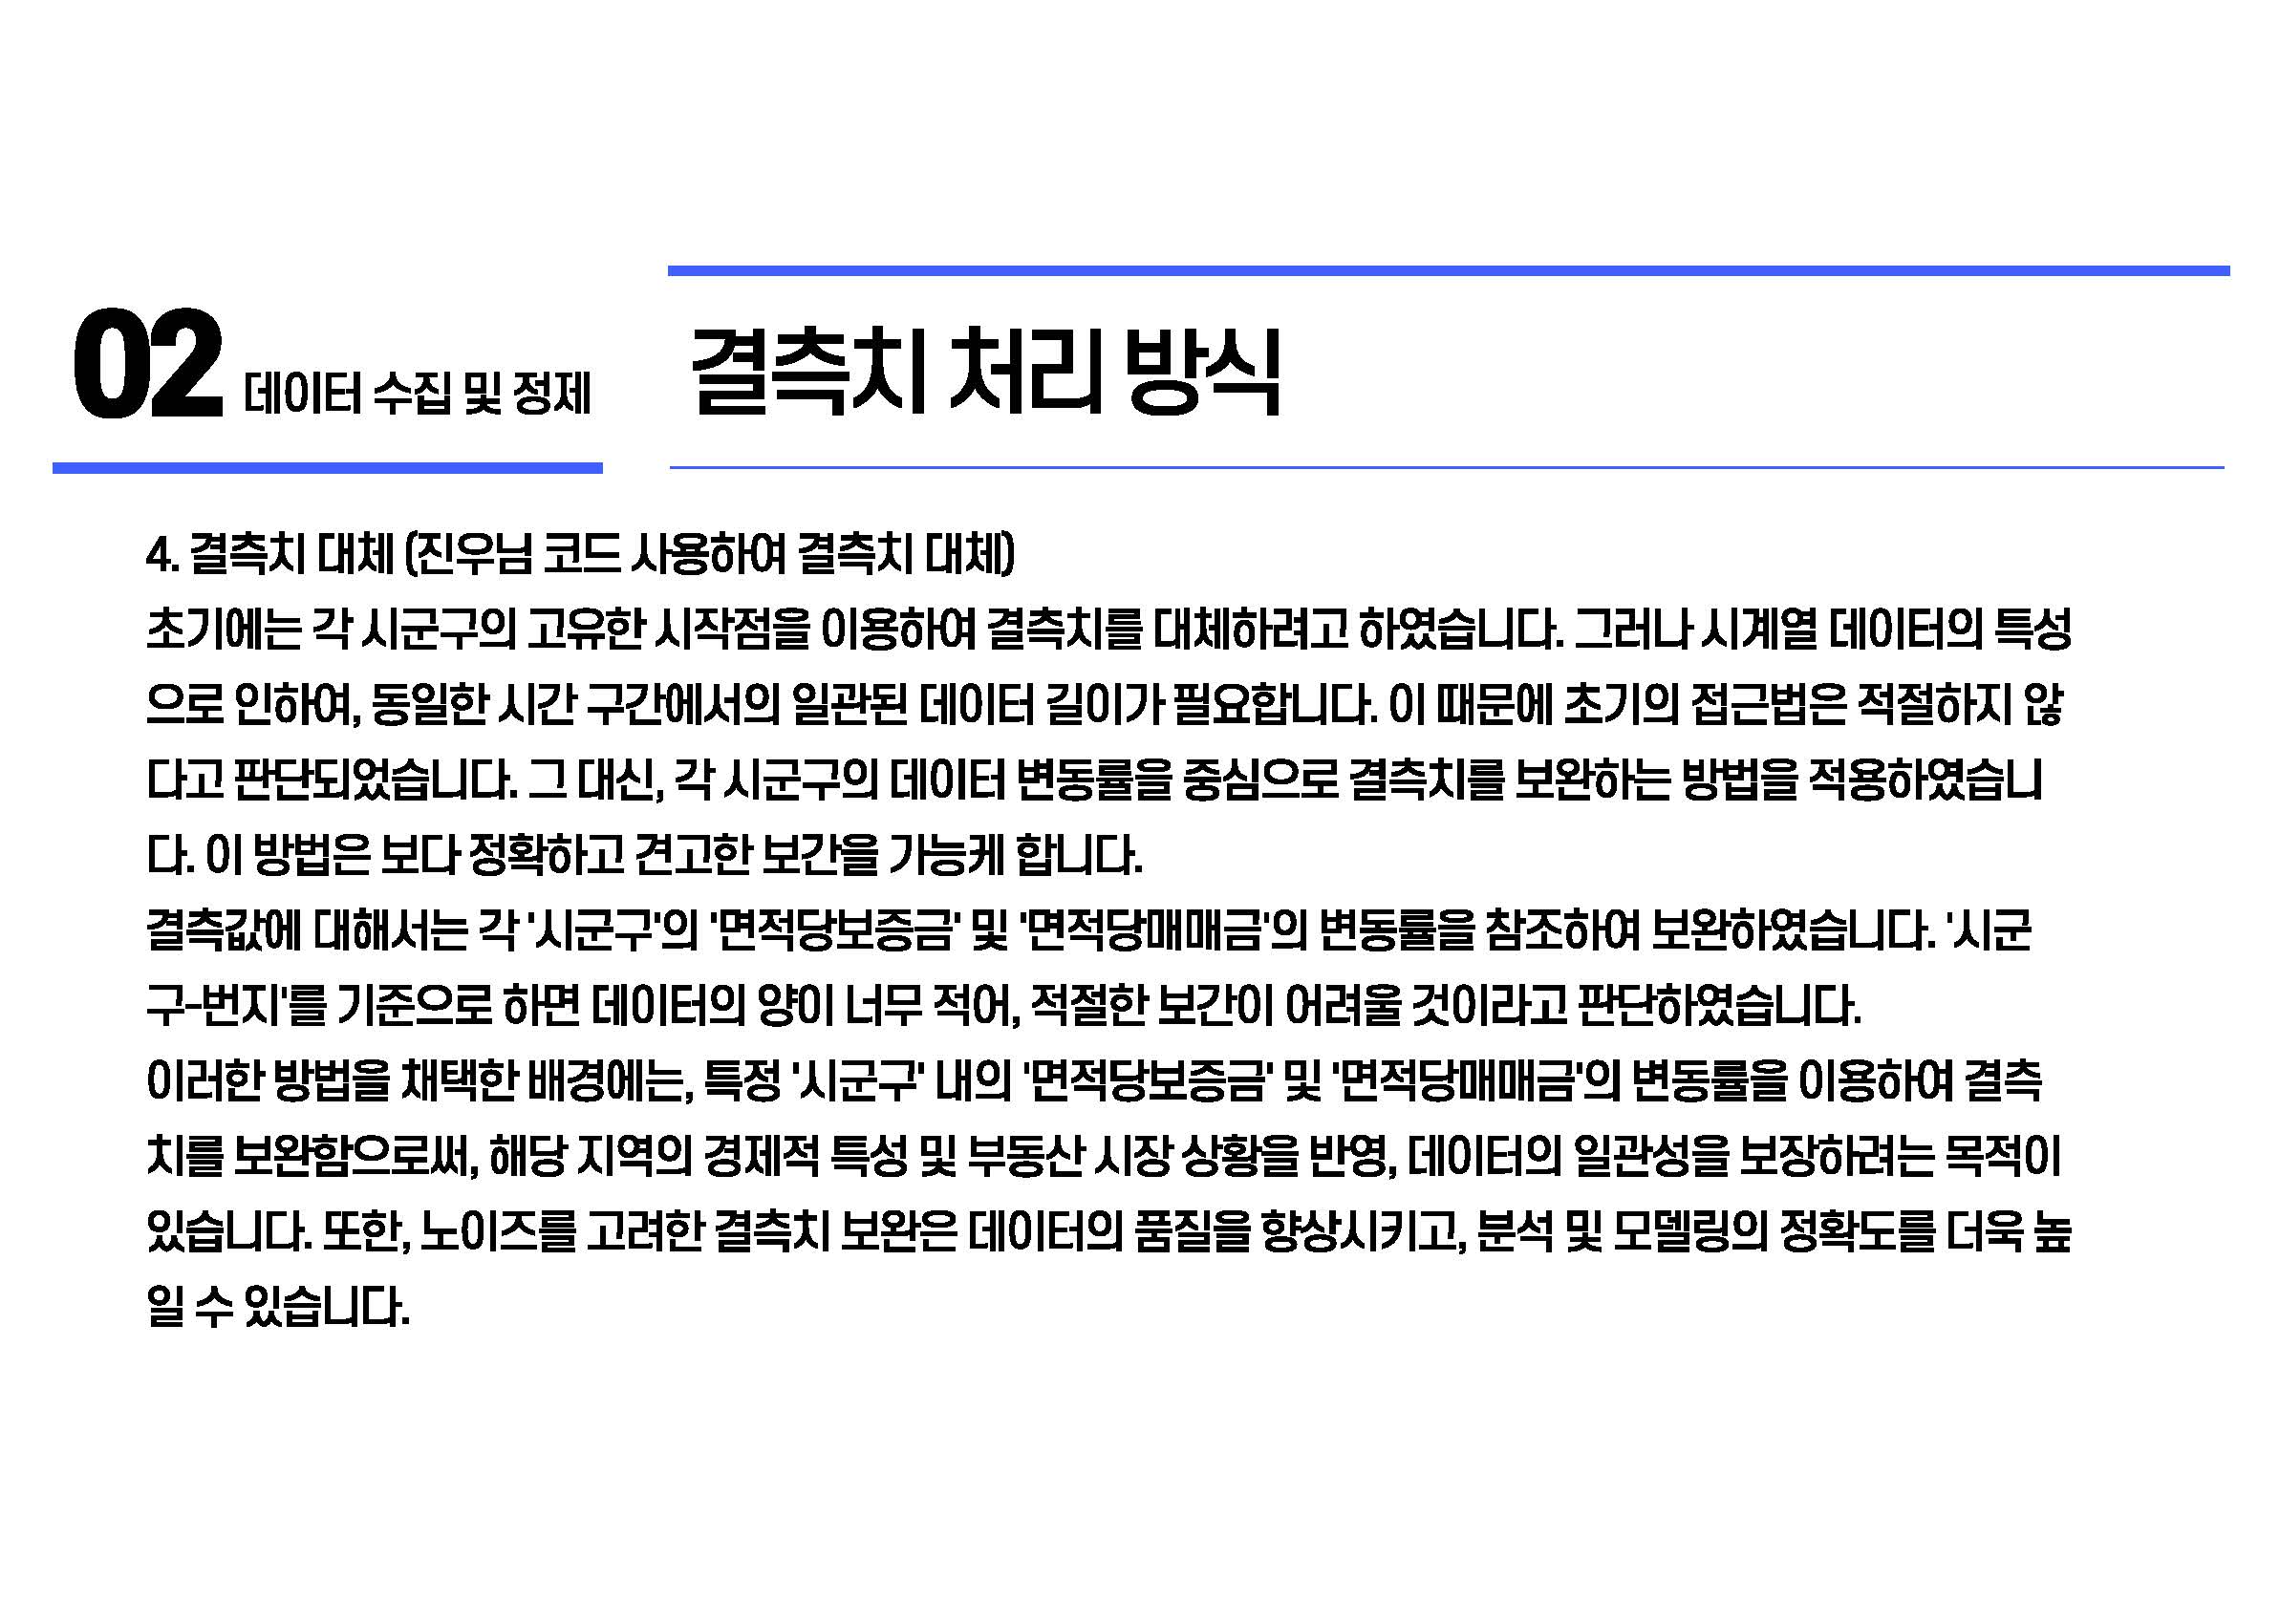 02 데이터 수집 및 정제
결측치 처리 방식
4. 결측치 대체 (진우님 코드 사용하여 결측치 대체)
초기에는 각 시군구의 고유한 시작점을 이용하여 결측치를 대체하려고 하였습니다. 그러나 시계열 데이터의 특성
으로 인하여, 동일한 시간 구간에서의 일관된 데이터 길이가 필요합니다. 이 때문에 초기의 접근법은 적절하지 않
다고 판단되었습니다. 그 대신, 각 시군구의 데이터 변동률을 중심으로 결측치를 보완하는 방법을 적용하였습니
다. 이 방법은 보다 정확하고 견고한 보간을 가능케 합니다.
결측값에 대해서는 각 '시군구'의 '면적당보증금' 및 '면적당매매금'의 변동률을 참조하여 보완하였습니다. '시군
구-번지'를 기준으로 하면 데이터의 양이 너무 적어, 적절한 보간이 어려울 것이라고 판단하였습니다.
이러한 방법을 채택한 배경에는, 특정 '시군구' 내의 '면적당보증금' 및 '면적당매매금'의 변동률을 이용하여 결측
치를 보완함으로써, 해당 지역의 경제적 특성 및 부동산 시장 상황을 반영, 데이터의 일관성을 보장하려는 목적이
있습니다. 또한, 노이즈를 고려한 결측치 보완은 데이터의 품질을 향상시키고, 분석 및 모델링의 정확도를 더욱 높
일 수 있습니다.